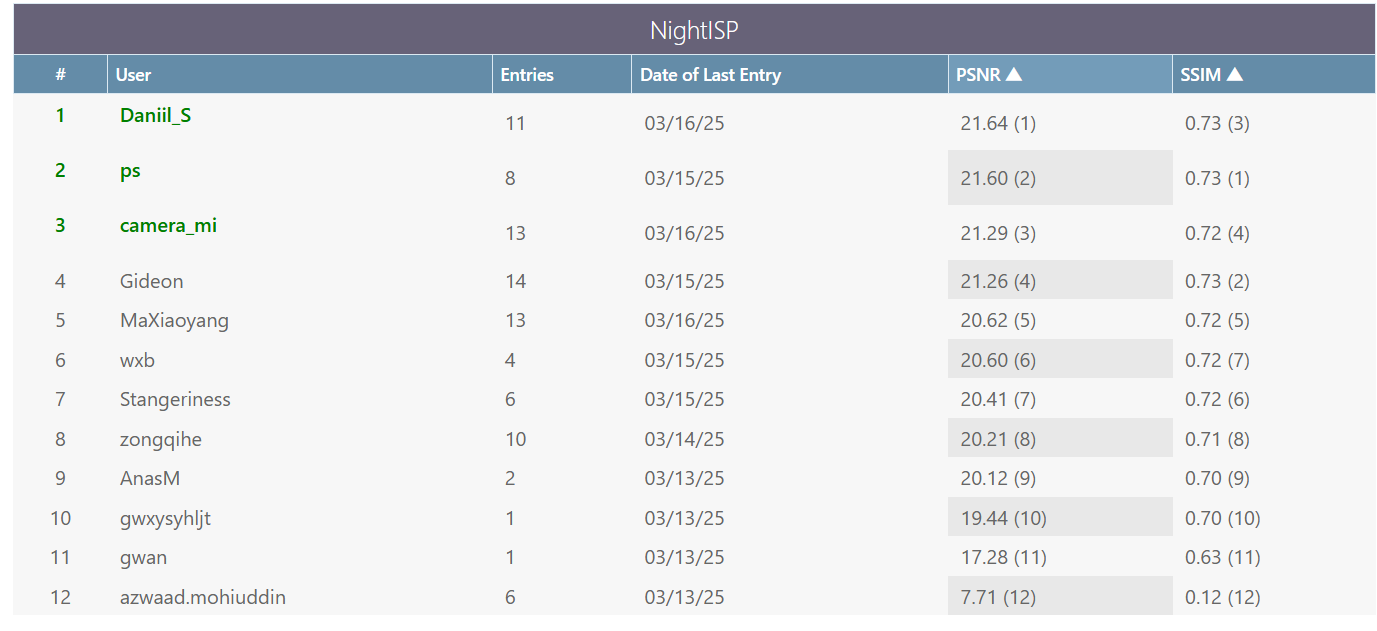 NightISP
# User Entries Date of Last Entry PSNR ▲ SSIM ▲
1 Daniil_S 11 03/16/25 21.64 (1) 0.73 (3)
2 ps 8 03/15/25 21.60 (2) 0.73 (1)
3 camera_mi 13 03/16/25 21.29 (3) 0.72 (4)
4 Gideon 14 03/15/25 21.26 (4) 0.73 (2)
5 MaXiaoyang 13 03/16/25 20.62 (5) 0.72 (5)
6 wxb 4 03/15/25 20.60 (6) 0.72 (7)
7 Stangeriness 6 03/15/25 20.41 (7) 0.72 (6)
8 zongqihe 10 03/14/25 20.21 (8) 0.71 (8)
9 AnasM 2 03/13/25 20.12 (9) 0.70 (9)
10 gwxysyhljt 1 03/13/25 19.44 (10) 0.70 (10)
11 gwan 1 03/13/25 17.28 (11) 0.63 (11)
12 azwaad.mohiuddin 6 03/13/25 7.71 (12) 0.12 (12)